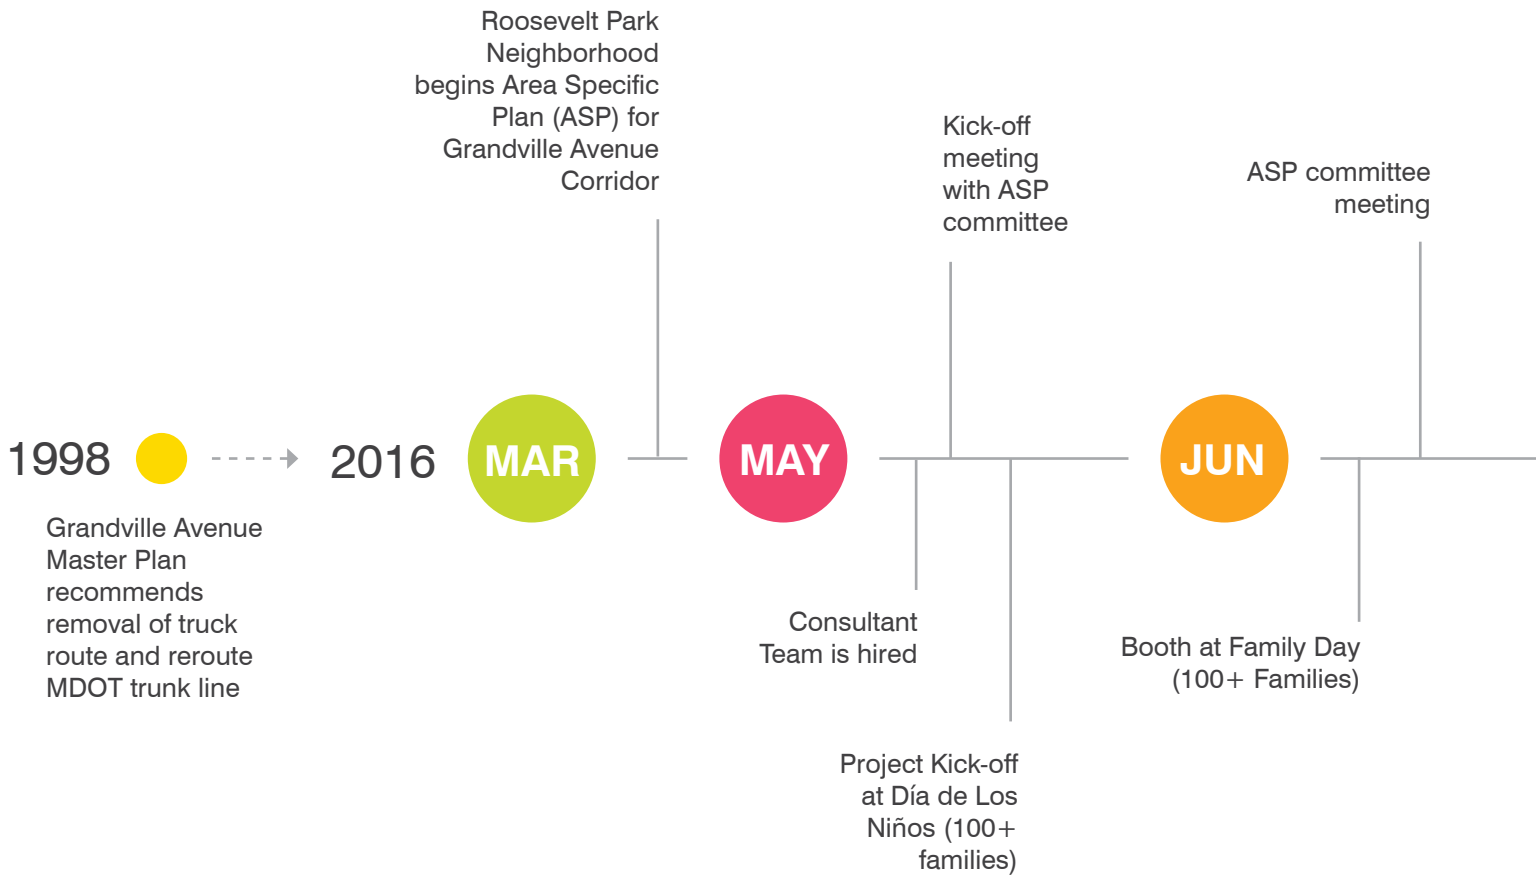 Roosevelt Park
Neighborhood
begins Area Specific
Plan (ASP) for
Grandville Avenue
Corridor
Kick-off
meeting
with ASP
committee
ASP committee
meeting
1998
2016
MAR
MAY
JUN
Grandville Avenue
Master Plan
recommends
removal of truck
route and reroute
MDOT trunk line
Consultant
Team is hired
Booth at Family Day
(100+ Families)
Project Kick-off
at Día de Los
Niños (100+
families)